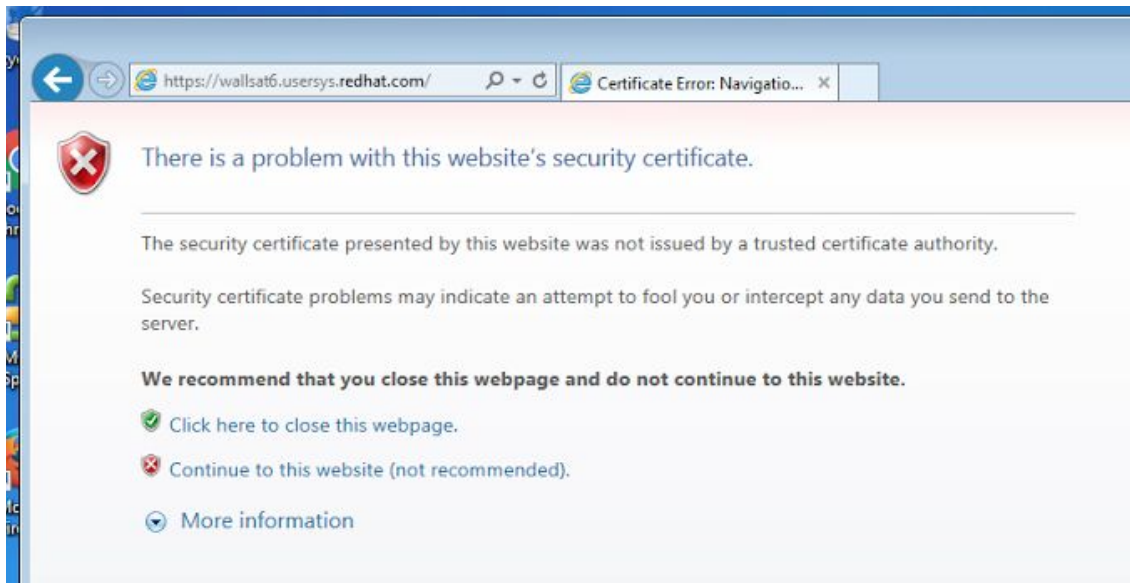 https://wallsat6.usersys.redhat.com/
Certificate Error: Navigatio...
There is a problem with this website's security certificate.
The security certificate presented by this website was not issued by a trusted certificate authority.
Security certificate problems may indicate an attempt to fool you or intercept any data you send to the
server.
We recommend that you close this webpage and do not continue to this website.
Click here to close this webpage.
Continue to this website (not recommended).
More information